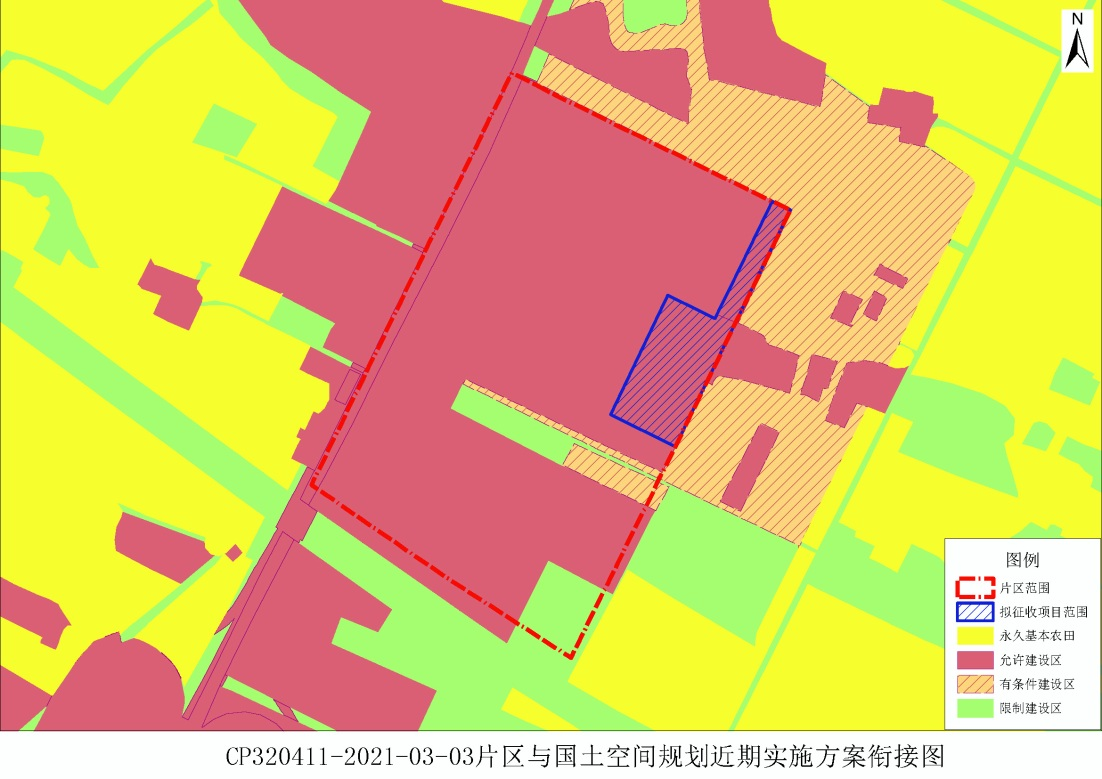 N
图例
片区范围
拟征收项目范围
永久基本农田
允许建设区
有条件建设区
限制建设区
CP320411-2021-03-03片区与国土空间规划近期实施方案衔接图